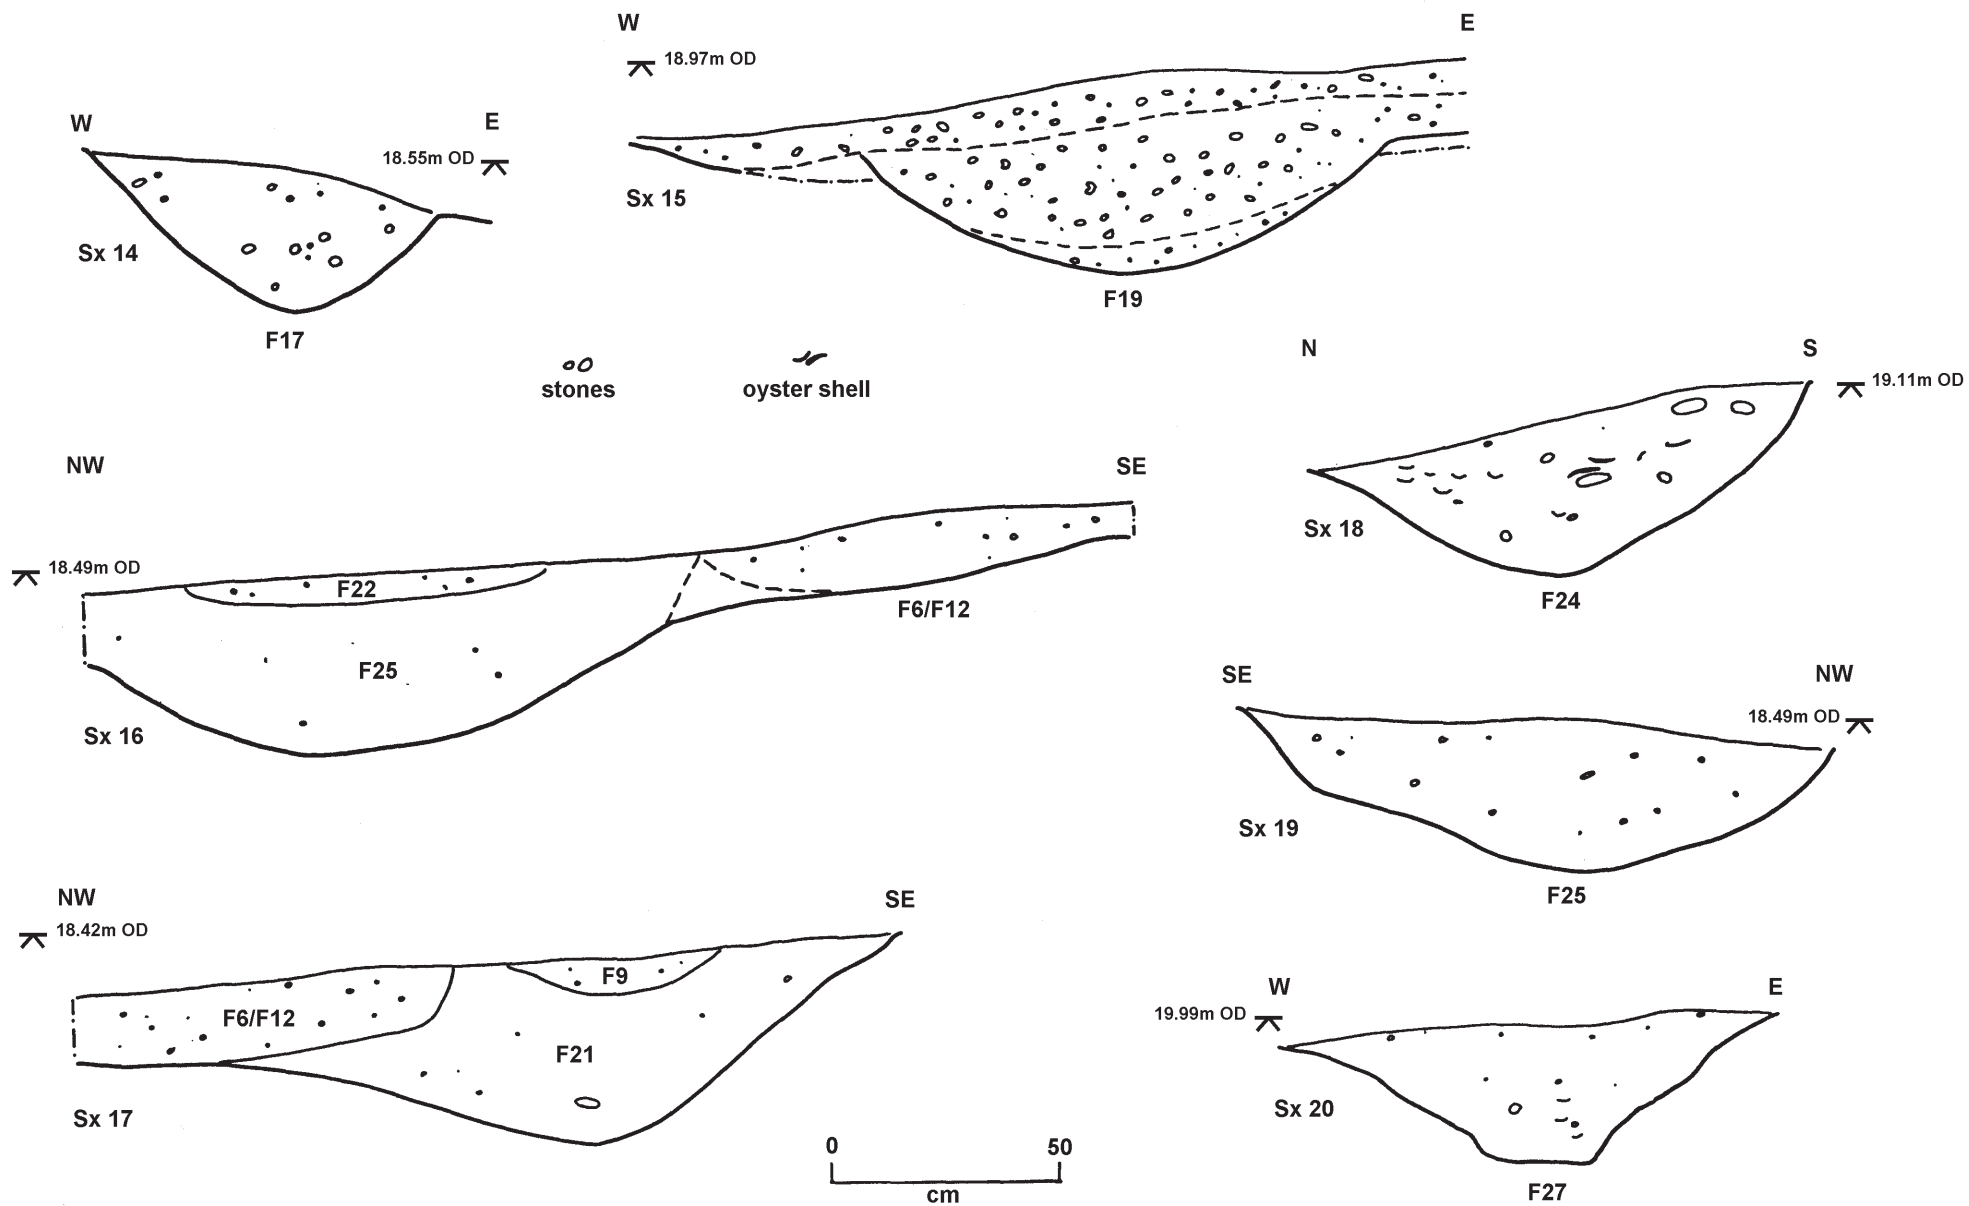 W E
18.97m OD
W E
18.55m OD
Sx 15
Sx 14
F19
F17
stones oyster shell
N S
19.11m OD
Sx 18
F24
NW SE
18.49m OD
F22
F6/F12
F25
Sx 16
SE NW
18.49m OD
Sx 19
F25
NW SE
18.42m OD
F9
F6/F12
F21
Sx 17
0 50
cm
W E
19.99m OD
Sx 20
F27